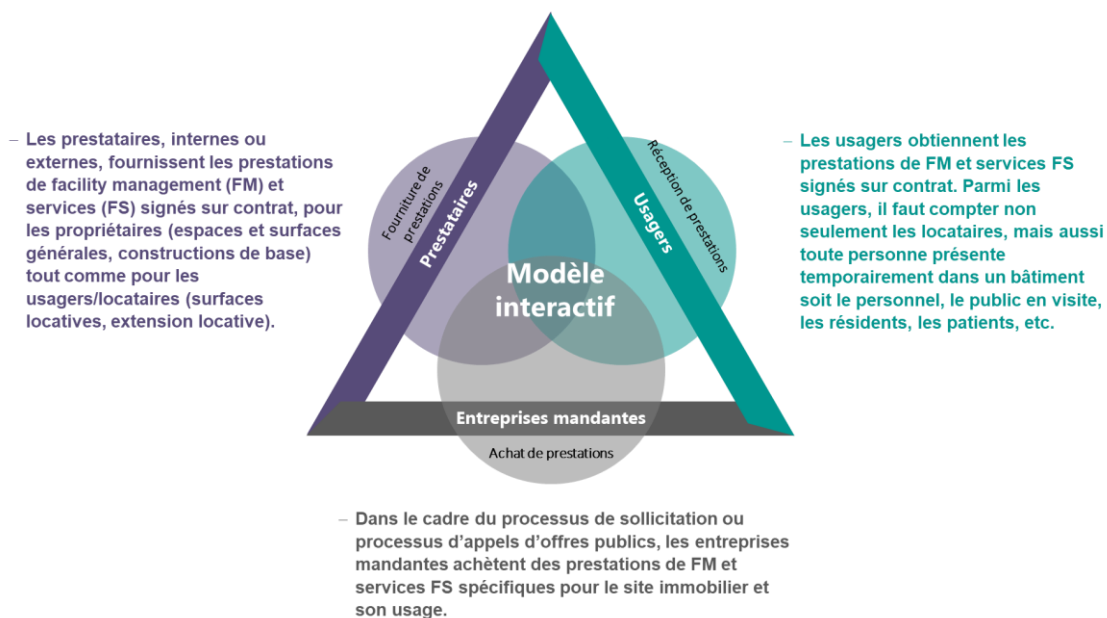 – Les prestataires, internes ou
externes, fournissent les prestations
de facility management (FM) et
services (FS) signés sur contrat, pour
les propriétaires (espaces et surfaces
générales, constructions de base)
tout comme pour les
usagers/locataires (surfaces
locatives, extension locative).
Fourniture de
prestations
Prestataires
Modèle
interactif
Usagers
Réception de prestations
– Les usagers obtiennent les
prestations de FM et services FS
signés sur contrat. Parmi les
usagers, il faut compter non
seulement les locataires, mais aussi
toute personne présente
temporairement dans un bâtiment
soit le personnel, le public en visite,
les résidents, les patients, etc.
Entreprises mandantes
Achat de prestations
– Dans le cadre du processus de sollicitation ou
processus d’appels d’offres publics, les entreprises
mandantes achètent des prestations de FM et
services FS spécifiques pour le site immobilier et
son usage.